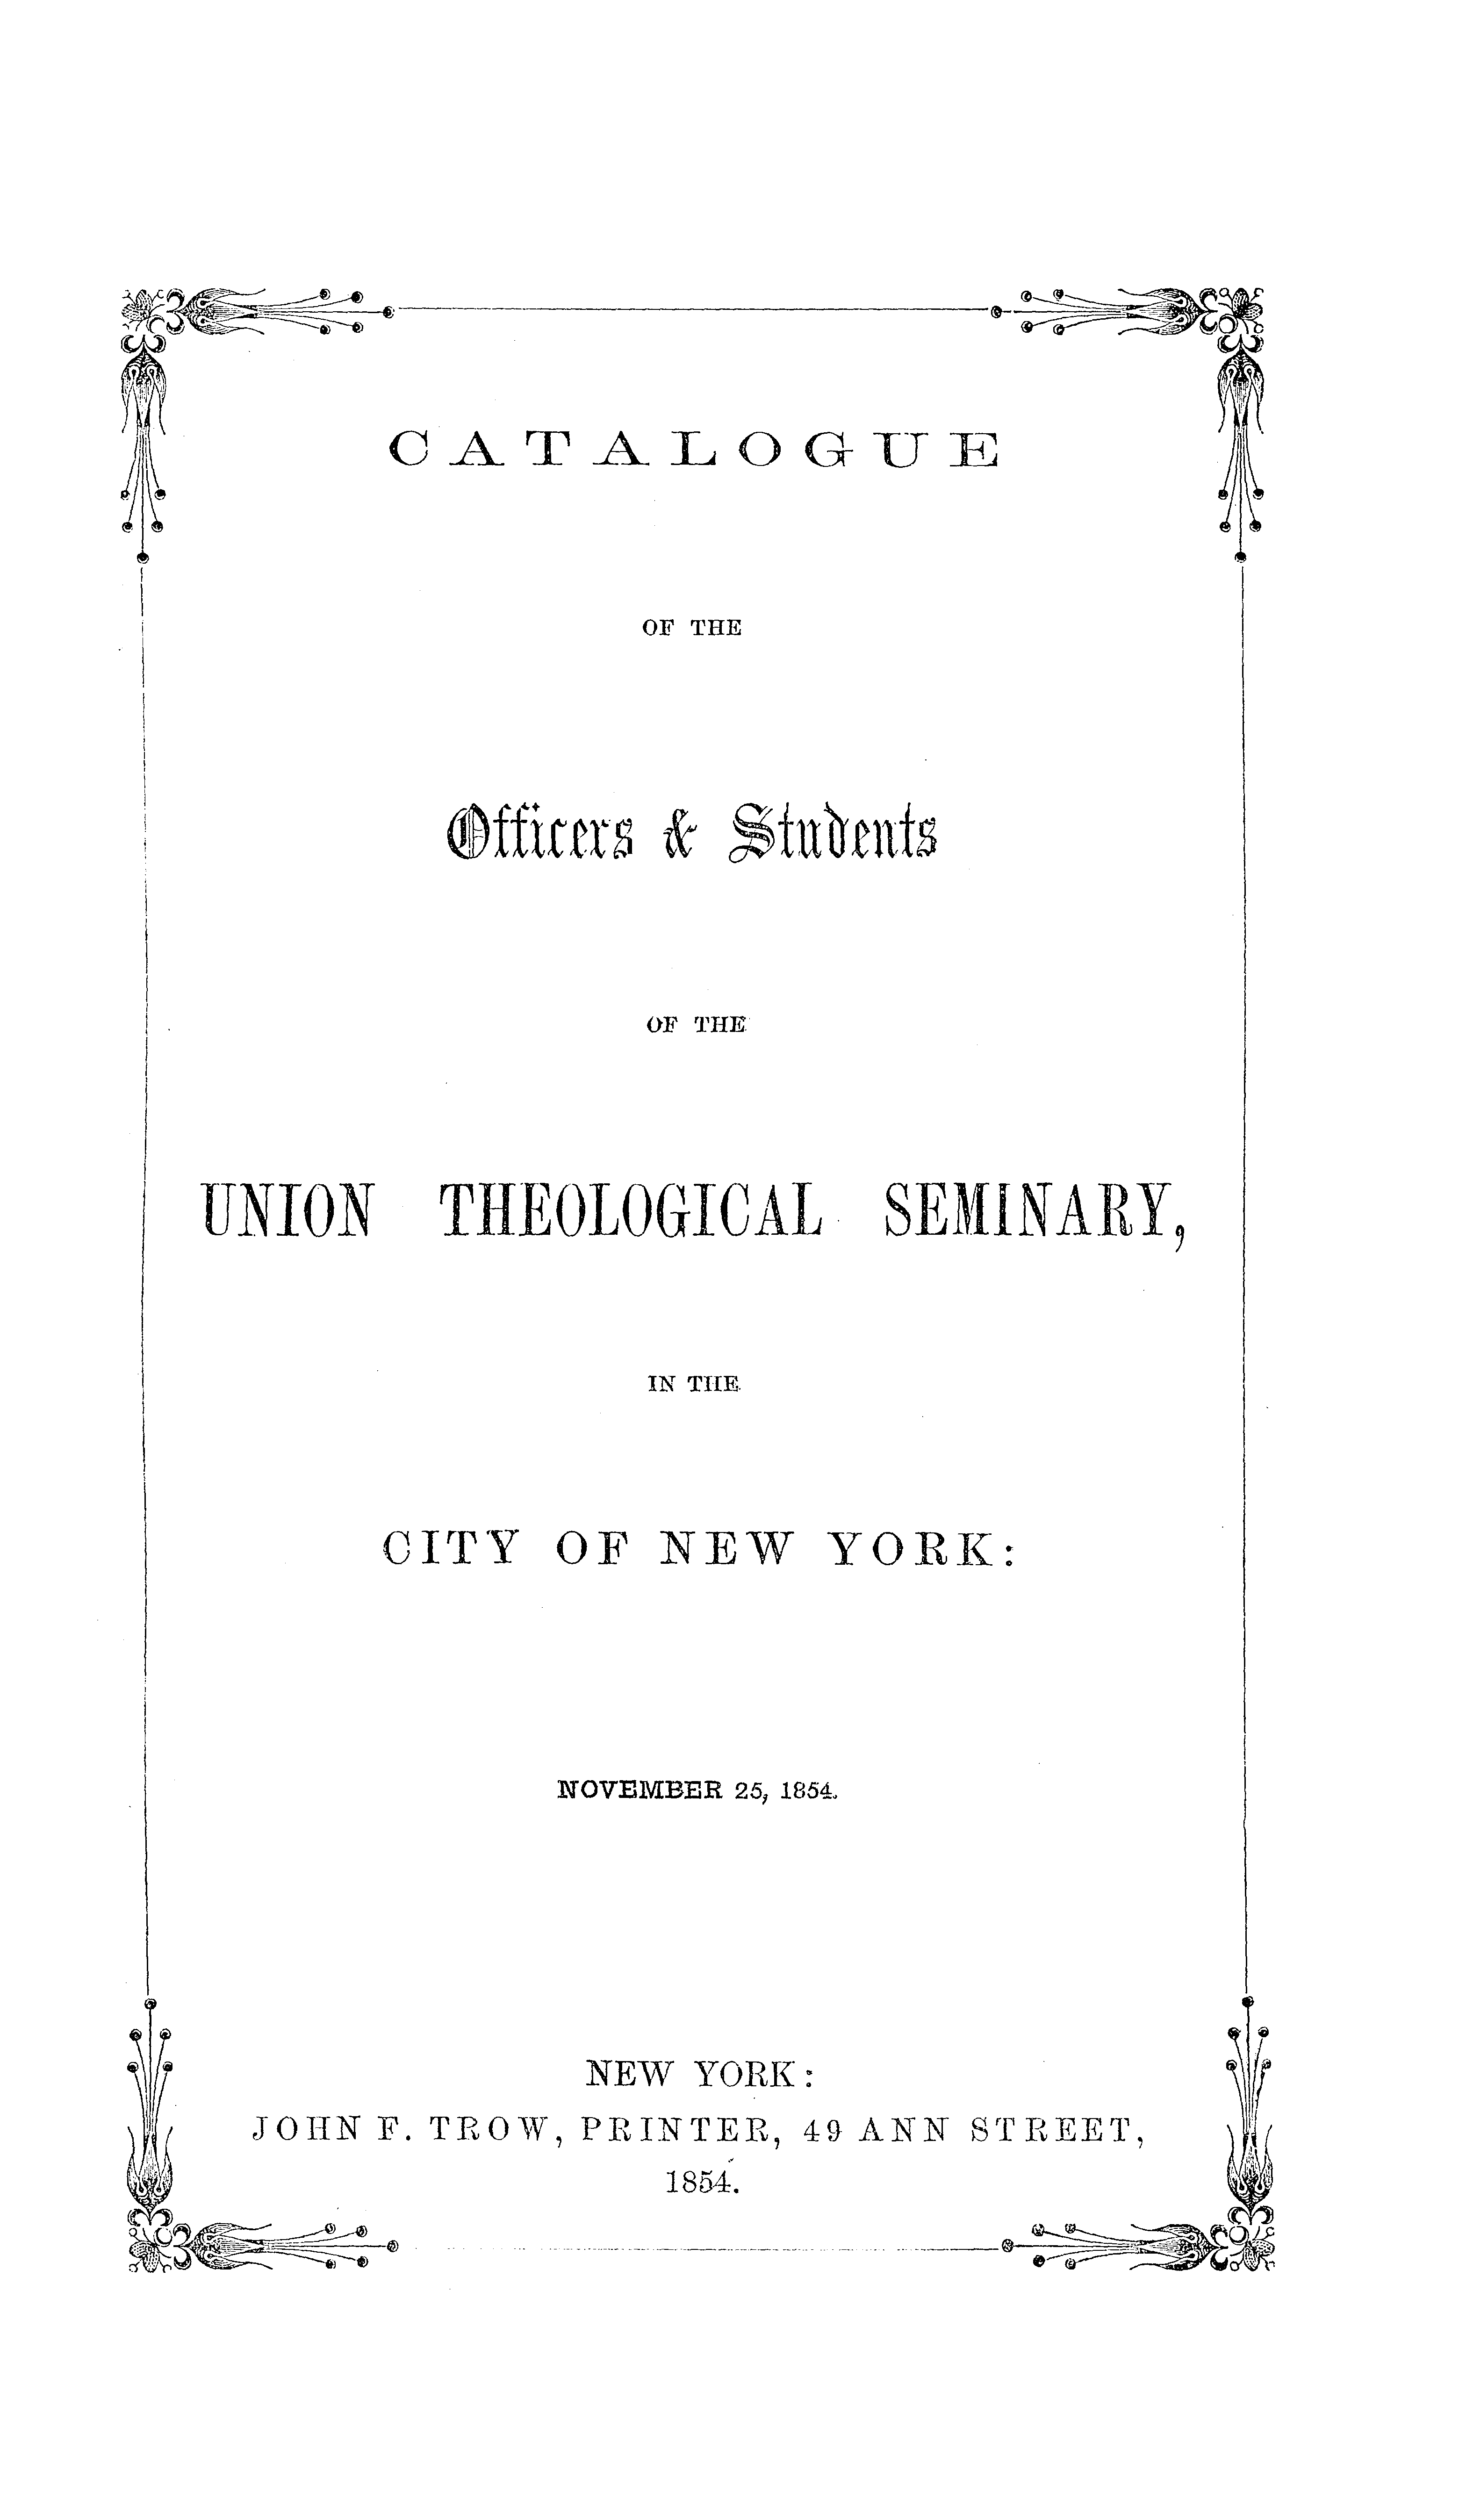 CATALOGUE
OF THE
Officers & Students
OF THE
UNION THEOLOGICAL SEMINARY,
IN THE
CITY OF NEW YORK:
NOVEMBER 25, 1854.
NEW YORK:
JOHN F. TROW, PRINTER, 49 ANN STREET,
1854.